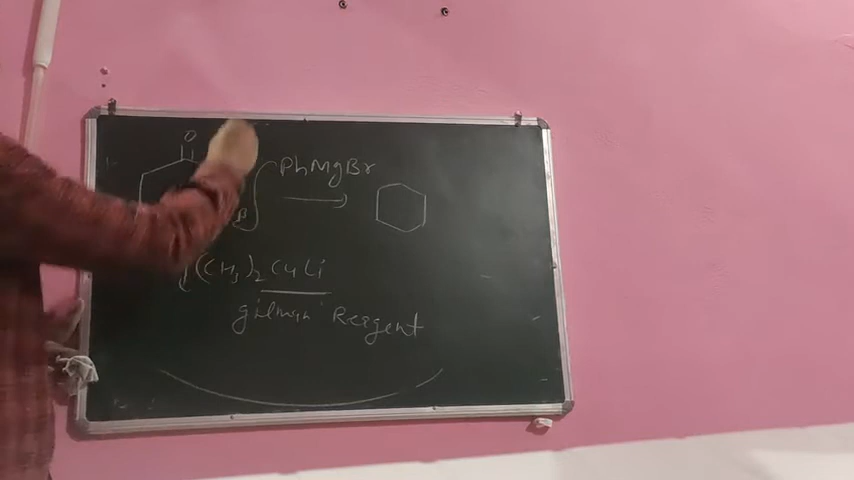 O
PhMgBr
β
(CH3)2CuLi
gilman Reagent